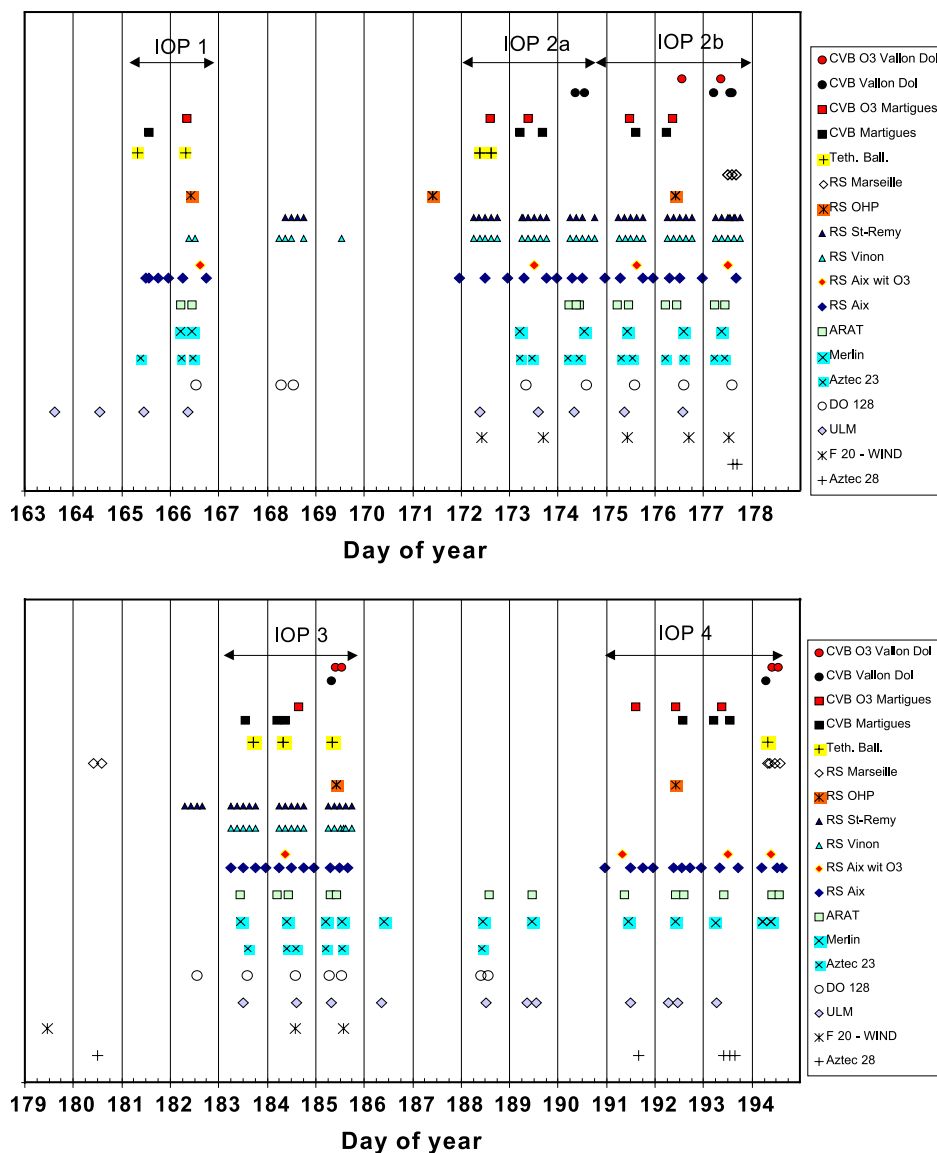 IOP 1
IOP 2a
IOP 2b
CVB O3 Vallon Dol
CVB Vallon Dol
CVB O3 Martigues
CVB Martigues
Teth. Ball.
RS Marseille
RS OHP
RS St-Remy
RS Vinon
RS Aix wit O3
RS Aix
ARAT
Merlin
Aztec 23
DO 128
ULM
F 20 - WIND
Aztec 28
163 164 165 166 167 168 169 170 171 172 173 174 175 176 177 178
Day of year
IOP 3
IOP 4
CVB O3 Vallon Dol
CVB Vallon Dol
CVB O3 Martigues
CVB Martigues
Teth. Ball.
RS Marseille
RS OHP
RS St-Remy
RS Vinon
RS Aix wit O3
RS Aix
ARAT
Merlin
Aztec 23
DO 128
ULM
F 20 - WIND
Aztec 28
179 180 181 182 183 184 185 186 187 188 189 190 191 192 193 194
Day of year